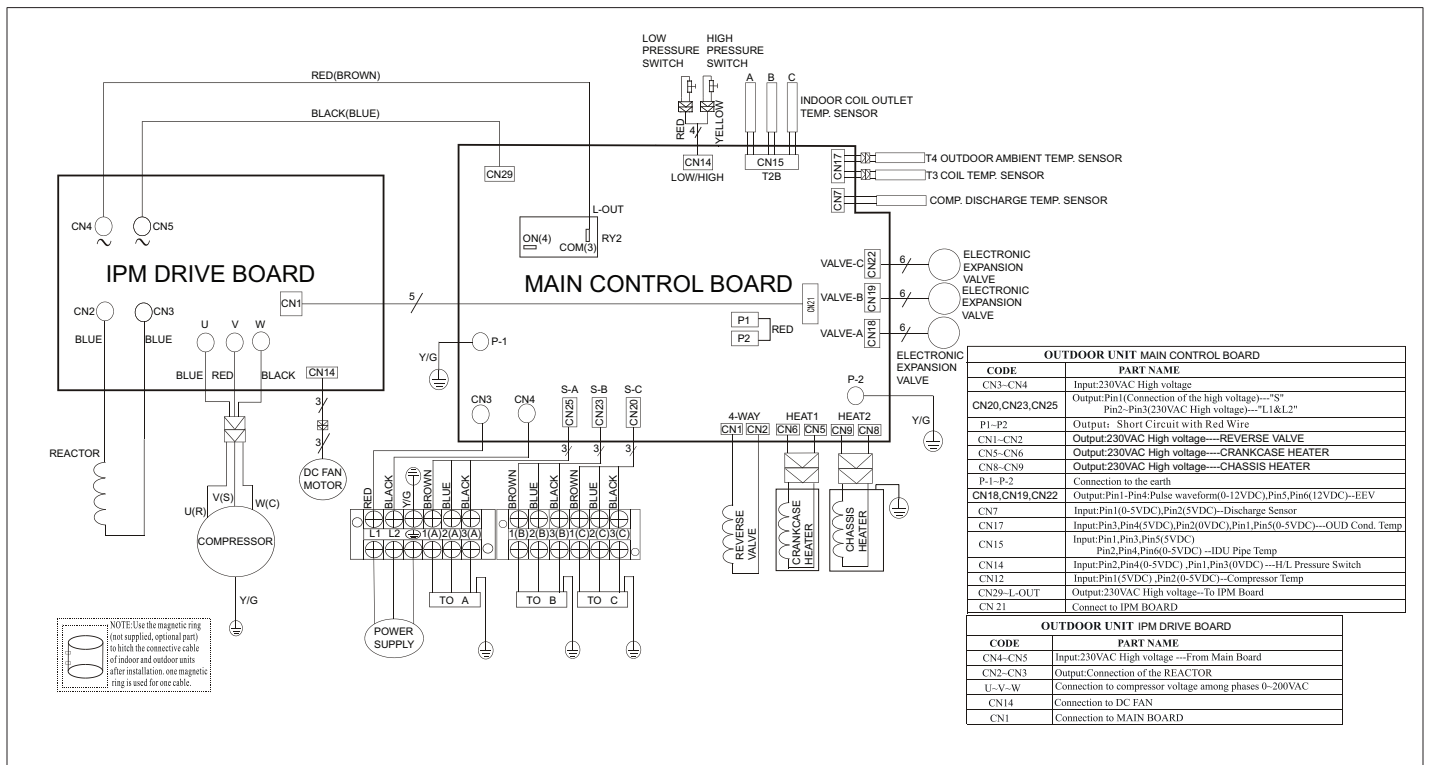 LOW
PRESSURE
SWITCH
HIGH
PRESSURE
SWITCH
A
B
C
INDOOR COIL OUTLET
TEMP. SENSOR
RED
4
YELLOW
CN14
LOW/HIGH
CN15
T2B
CN17
T4 OUTDOOR AMBIENT TEMP. SENSOR
T3 COIL TEMP. SENSOR
CN7
COMP. DISCHARGE TEMP. SENSOR
RED(BROWN)
BLACK(BLUE)
CN29
L-OUT
ON(4)
COM(3)
RY2
CN4
CN5
IPM DRIVE BOARD
MAIN CONTROL BOARD
CN1
5
CN21
CN2
CN3
BLUE
BLUE
U
V
W
BLUE
RED
BLACK
CN14
3
3
DC FAN
MOTOR
REACTOR
V(S)
U(R)
W(C)
COMPRESSOR
Y/G
P-1
Y/G
P1
P2
RED
VALVE-C
CN22
6
ELECTRONIC
EXPANSION
VALVE
VALVE-B
CN19
6
ELECTRONIC
EXPANSION
VALVE
VALVE-A
CN18
6
ELECTRONIC
EXPANSION
VALVE
P-2
Y/G
CN3
CN4
S-A
S-B
S-C
CN25
CN23
CN20
3
3
3
4-WAY
HEAT1
HEAT2
CN1
CN2
CN6
CN5
CN9
CN8
RED
BLACK
Y/G
BROWN
BLUE
BLACK
BROWN
BLUE
BLACK
BROWN
BLUE
BLACK
L1
L2
1(A)
2(A)
3(A)
1(B)
2(B)
3(B)
1(C)
2(C)
3(C)
TO A
TO B
TO C
POWER
SUPPLY
REVERSE
VALVE
CRANKCASE
HEATER
CHASSIS
HEATER
NOTE:Use the magnetic ring
(not supplied, optional part)
to hitch the connective cable
of indoor and outdoor units
after installation. one magnetic
ring is used for one cable.
OUTDOOR UNIT MAIN CONTROL BOARD
CODE PART NAME
CN3~CN4 Input:230VAC High voltage
CN20,CN23,CN25 Output:Pin1(Connection of the high voltage)---"S"
Pin2~Pin3(230VAC High voltage)---"L1&L2"
P1~P2 Output: Short Circuit with Red Wire
CN1~CN2 Output:230VAC High voltage----REVERSE VALVE
CN5~CN6 Output:230VAC High voltage----CRANKCASE HEATER
CN8~CN9 Output:230VAC High voltage----CHASSIS HEATER
P-1~P-2 Connection to the earth
CN18,CN19,CN22 Output:Pin1-Pin4:Pulse waveform(0-12VDC),Pin5,Pin6(12VDC)--EEV
CN7 Input:Pin1(0-5VDC),Pin2(5VDC)--Discharge Sensor
CN17 Input:Pin3,Pin4(5VDC),Pin2(0VDC),Pin1,Pin5(0-5VDC)---OUD Cond. Temp
CN15 Input:Pin1,Pin3,Pin5(5VDC)
Pin2,Pin4,Pin6(0-5VDC) --IDU Pipe Temp
CN14 Input:Pin2,Pin4(0-5VDC) ,Pin1,Pin3(0VDC) ---H/L Pressure Switch
CN12 Input:Pin1(5VDC) ,Pin2(0-5VDC)--Compressor Temp
CN29~L-OUT Output:230VAC High voltage--To IPM Board
CN 21 Connect to IPM BOARD
OUTDOOR UNIT IPM DRIVE BOARD
CODE PART NAME
CN4~CN5 Input:230VAC High voltage ---From Main Board
CN2~CN3 Output:Connection of the REACTOR
U~V~W Connection to compressor voltage among phases 0~200VAC
CN14 Connection to DC FAN
CN1 Connection to MAIN BOARD